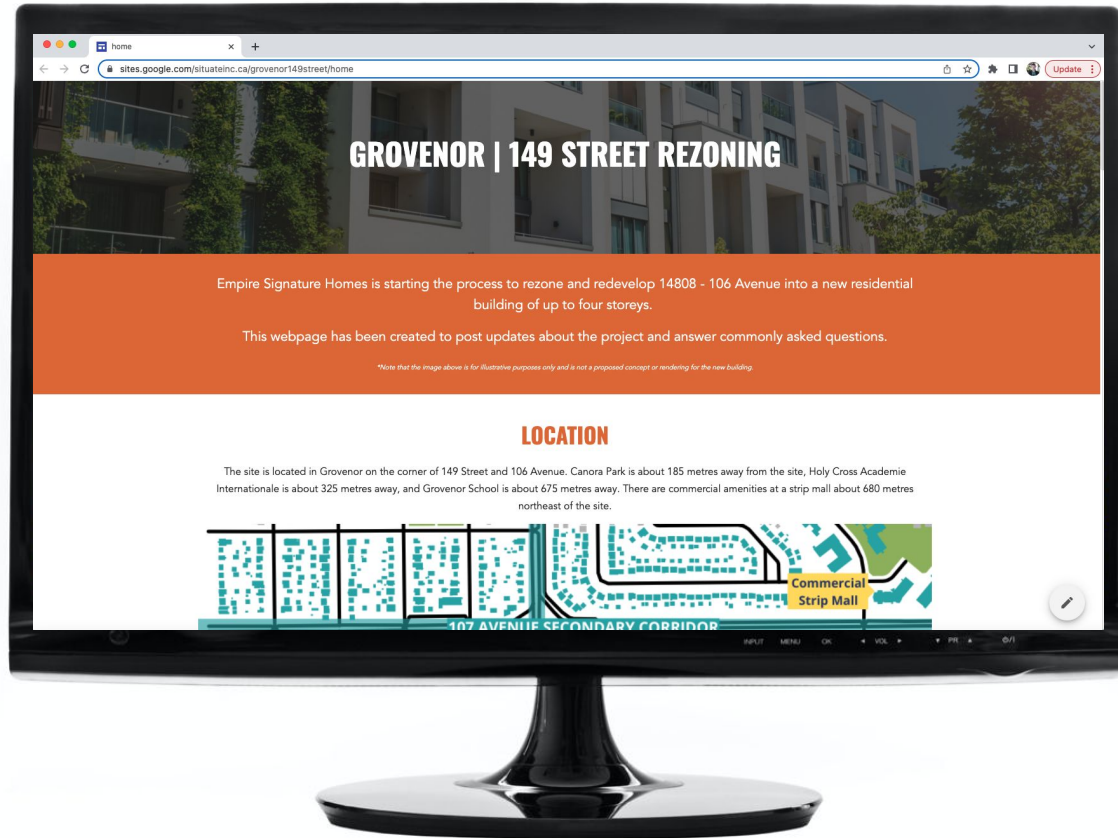 home
sites.google.com/situateinc.ca/grovenor149street/home
Update
GROVENOR | 149 STREET REZONING
Empire Signature Homes is starting the process to rezone and redevelop 14808 - 106 Avenue into a new residential
building of up to four storeys.
This webpage has been created to post updates about the project and answer commonly asked questions.
*Note that the image above is for illustrative purposes only and is not a proposed concept or rendering for the new building.
LOCATION
The site is located in Grovenor on the corner of 149 Street and 106 Avenue. Canora Park is about 185 metres away from the site, Holy Cross Academie
Internationale is about 325 metres away, and Grovenor School is about 675 metres away. There are commercial amenities at a strip mall about 680 metres
northeast of the site.
Commercial
Strip Mall
107 AVENUE SECONDARY CORRIDOR
INPUT MENU OK ◄ VOL ► ▼ PR ▲ ⏻/I